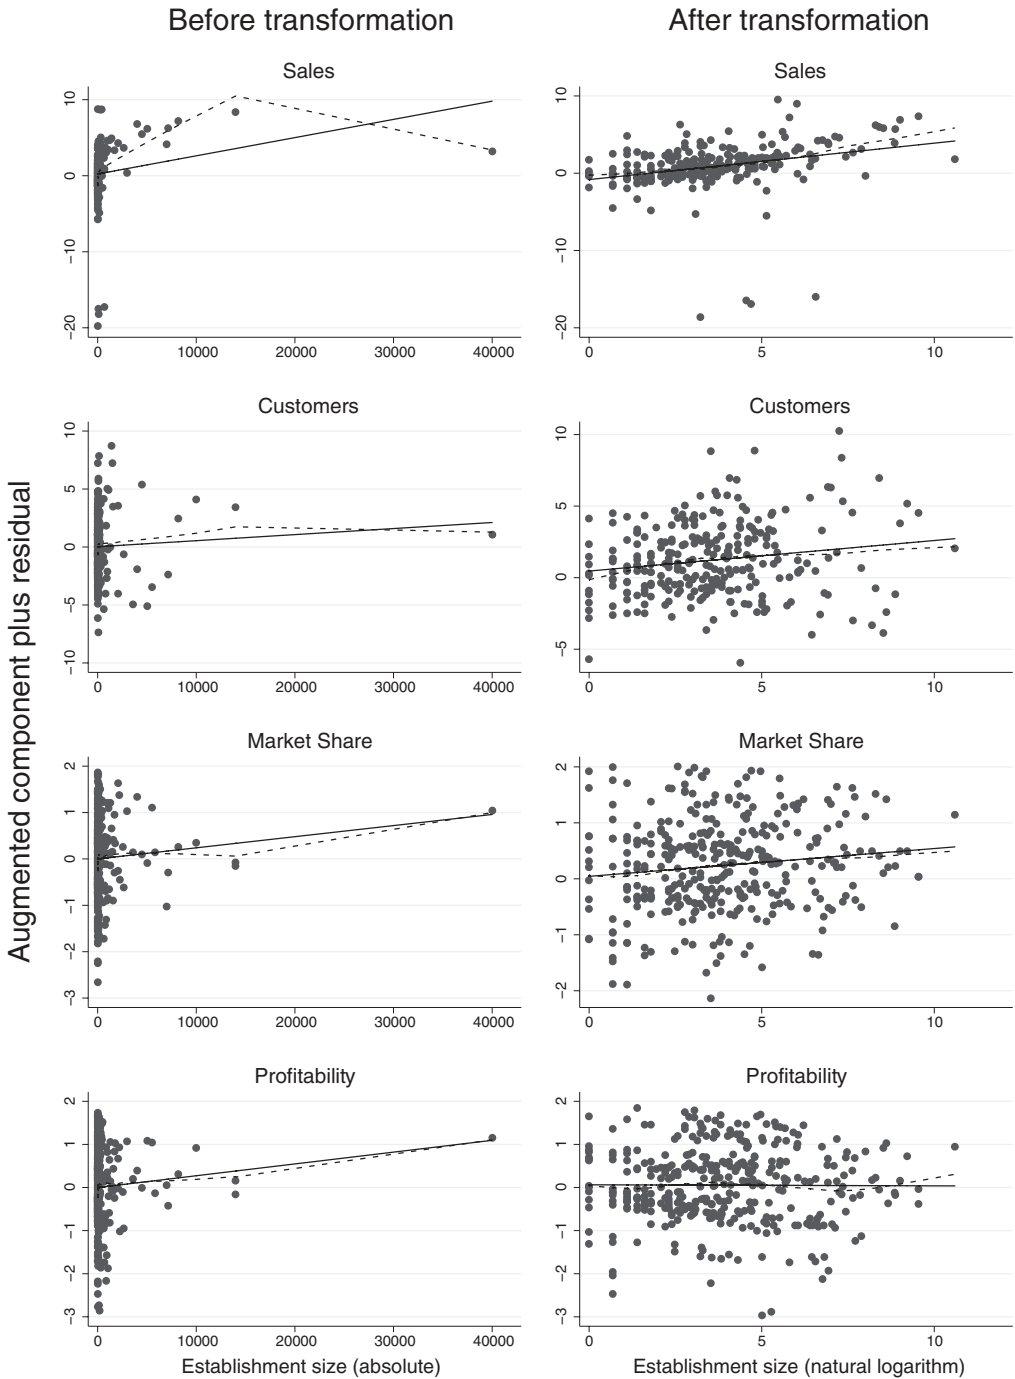 Before transformation
After transformation
Augmented component plus residual
Sales
10
0
−10
−20
0 10000 20000 30000 40000
Sales
10
0
−10
−20
0 5 10
Customers
10
5
0
−5
−10
0 10000 20000 30000 40000
Customers
10
5
0
−5
0 5 10
Market Share
2
1
0
−1
−2
−3
0 10000 20000 30000 40000
Market Share
2
1
0
−1
−2
0 5 10
Profitability
2
1
0
−1
−2
−3
0 10000 20000 30000 40000
Establishment size (absolute)
Profitability
2
1
0
−1
−2
−3
0 5 10
Establishment size (natural logarithm)